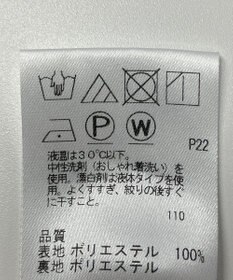 P W P22
液温は30℃以下。
中性洗剤(おしゃれ着洗い)を使
用。漂白剤は液体タイプを使
用。よくすすぎ、絞りの後すぐ
に干すこと。
110
品質
表地 ポリエステル 100%
裏地 ポリエステル